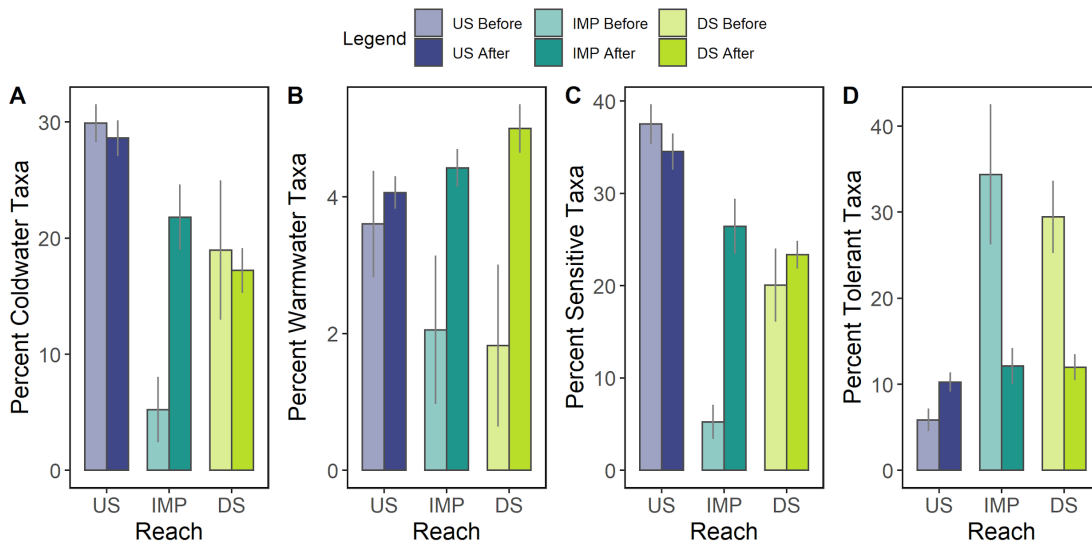 Legend
US Before
IMP Before
DS Before
US After
IMP After
DS After
A
Percent Coldwater Taxa
30
20
10
0
US IMP DS
Reach
B
Percent Warmwater Taxa
4
2
0
US IMP DS
Reach
C
Percent Sensitive Taxa
40
30
20
10
0
US IMP DS
Reach
D
Percent Tolerant Taxa
40
30
20
10
0
US IMP DS
Reach